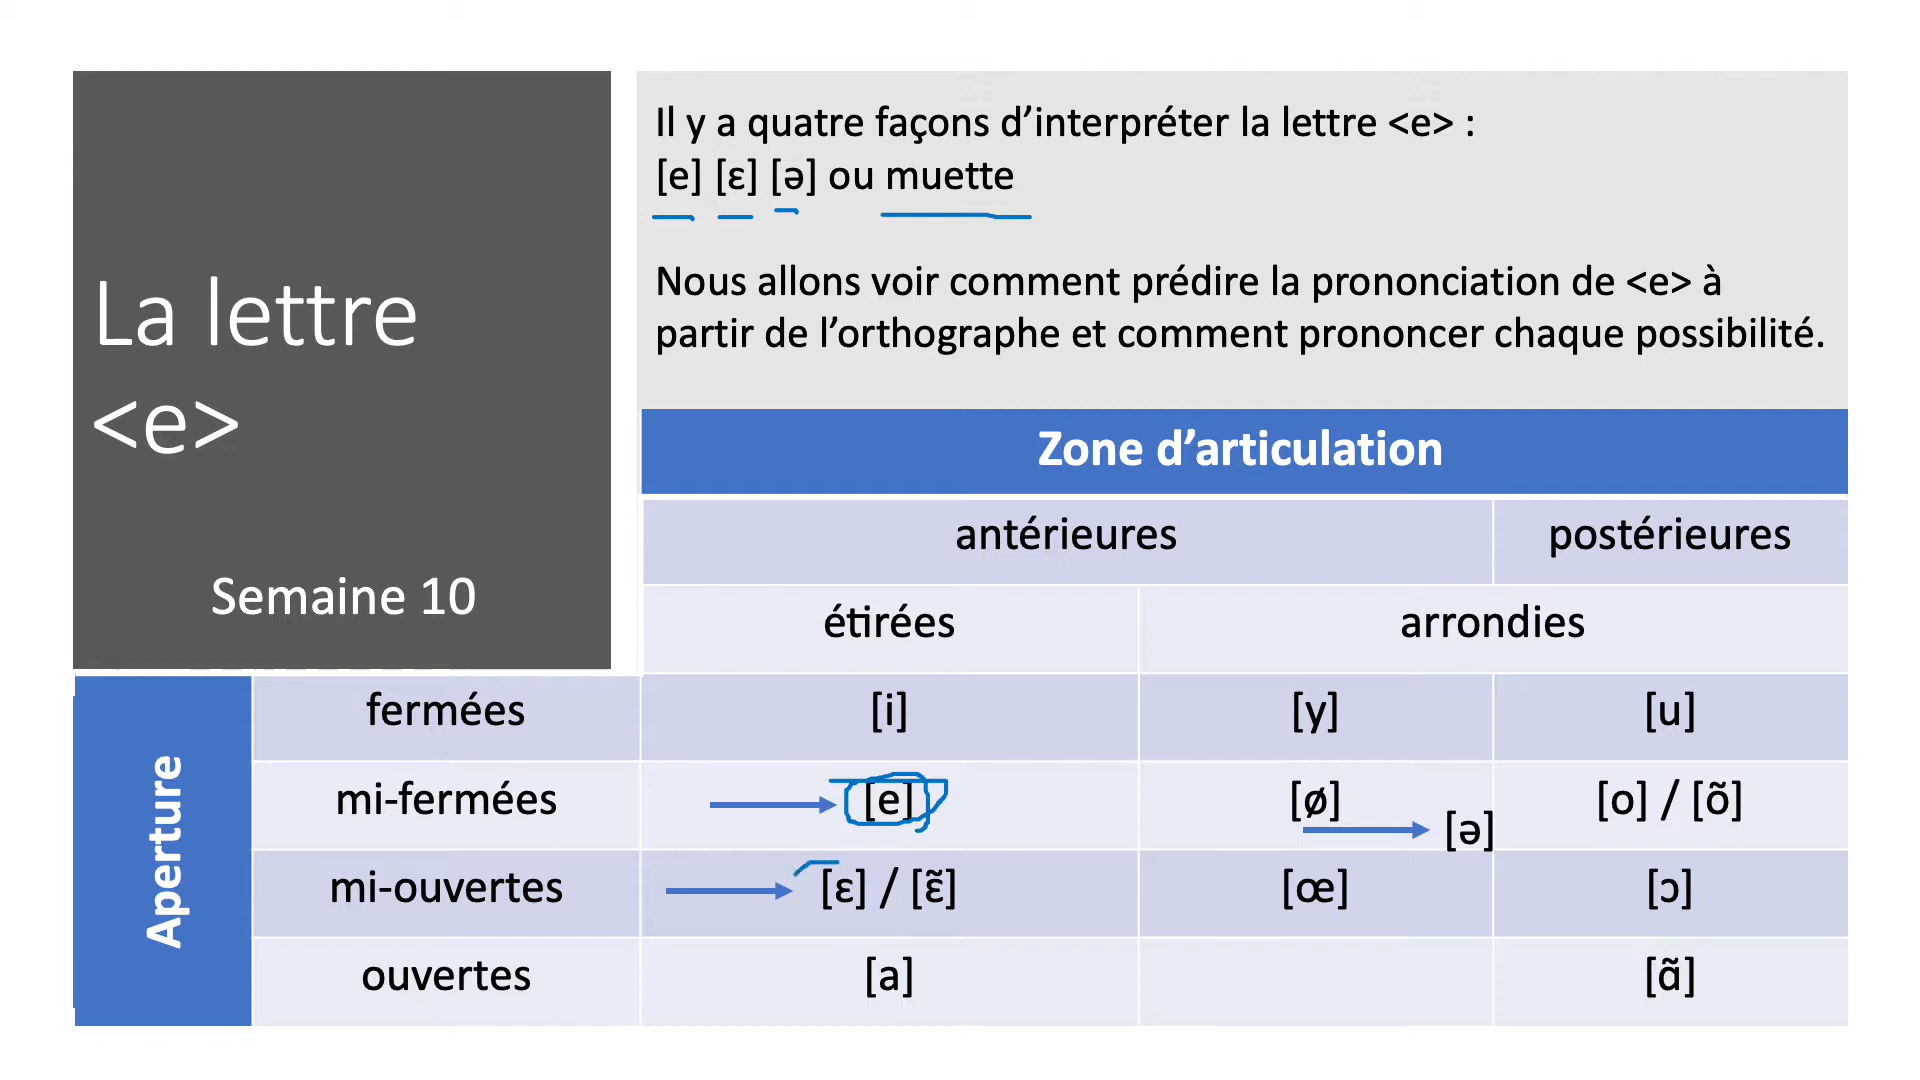 La lettre
<e>
Semaine 10
Il y a quatre façons d’interpréter la lettre <e> :
[e] [ɛ] [ə] ou muette
Nous allons voir comment prédire la prononciation de <e> à
partir de l’orthographe et comment prononcer chaque possibilité.
Zone d’articulation
antérieures postérieures
étirées arrondies
Aperture
fermées [i] [y] [u]
mi-fermées [e] [ø] [ə] [o] / [õ]
mi-ouvertes [ɛ] / [ɛ̃] [œ] [ɔ]
ouvertes [a] [ɑ̃]